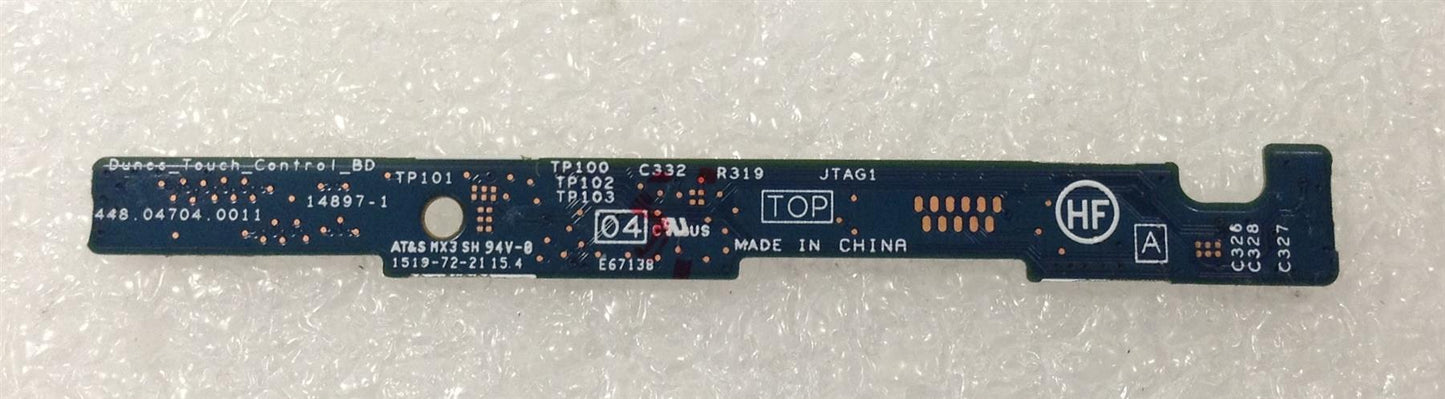 Dunes_Touch_Control_BD
448.04704.0011
14897-1
TP101
AT&S MX3 SH 94V-0
1519-72-21 15.4
TP100
TP102
TP103
04
E67138
C332
R319
c US
JTAG1
TOP
MADE IN CHINA
HF
A
C326
C328
C327